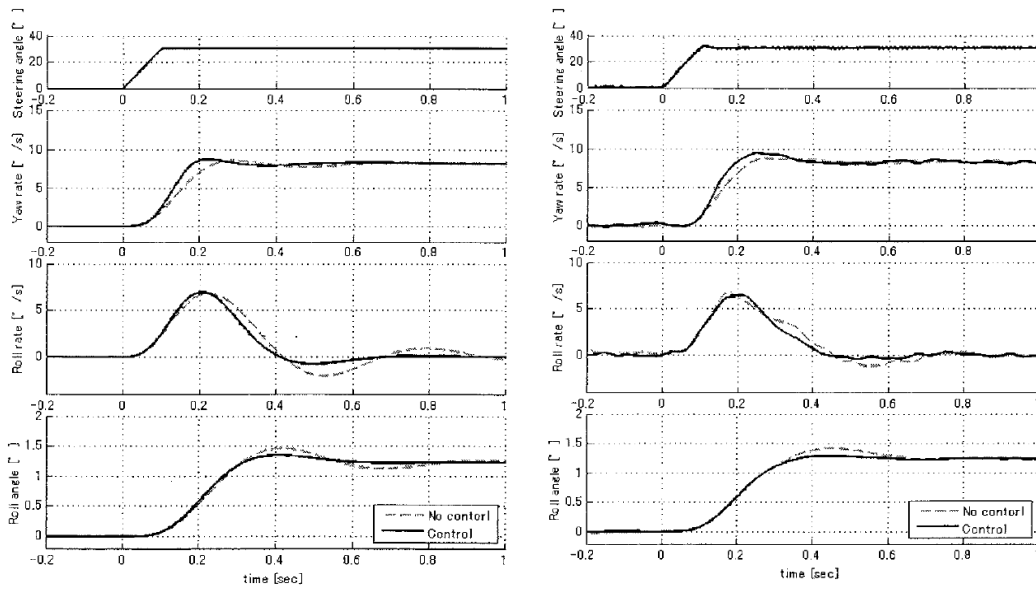 Steering angle [ ]
40
20
0
-0.2 0 0.2 0.4 0.6 0.8 1
Yaw rate [ /s]
15
10
5
0
-0.2 0 0.2 0.4 0.6 0.8 1
Roll rate [ /s]
10
5
0
-0.2 0 0.2 0.4 0.6 0.8 1
Roll angle [ ]
2
1.5
1
0.5
0
No contorl
Control
-0.2 0 0.2 0.4 0.6 0.8 1
time [sec]
Steering angle [ ]
40
20
0
-0.2 0 0.2 0.4 0.6 0.8
Yaw rate [ /s]
15
10
5
0
-0.2 0 0.2 0.4 0.6 0.8
Roll rate [ /s]
10
5
0
-0.2 0 0.2 0.4 0.6 0.8
Roll angle [ ]
2
1.5
1
0.5
0
No contorl
Control
-0.2 0 0.2 0.4 0.6 0.8
time [sec]